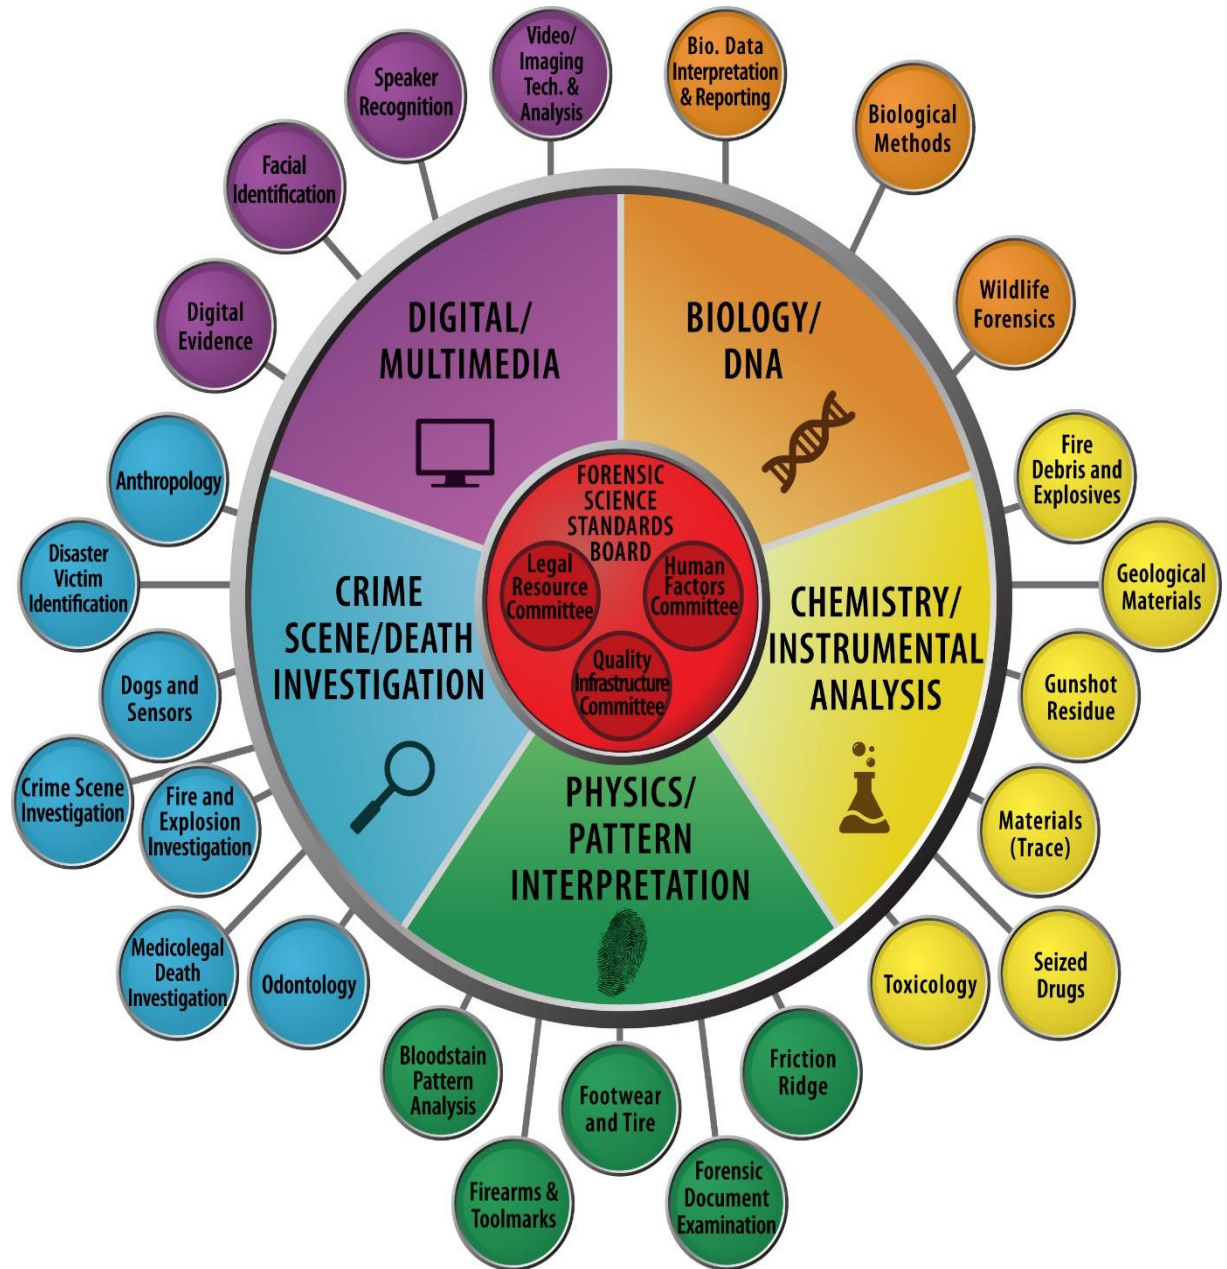 Video/
Imaging
Tech. &
Analysis
Bio. Data
Interpretation
& Reporting
Speaker
Recognition
Biological
Methods
Facial
Identification
Wildlife
Forensics
Digital
Evidence
DIGITAL/
MULTIMEDIA
BIOLOGY/
DNA
Anthropology
Fire
Debris and
Explosives
FORENSIC
SCIENCE
STANDARDS
BOARD
Legal
Resource
Committee
Human
Factors
Committee
Quality
Infrastructure
Committee
Disaster
Victim
Identification
Geological
Materials
CRIME
SCENE/DEATH
INVESTIGATION
CHEMISTRY/
INSTRUMENTAL
ANALYSIS
Dogs and
Sensors
Gunshot
Residue
Crime Scene
Investigation
Fire and
Explosion
Investigation
PHYSICS/
PATTERN
INTERPRETATION
Materials
(Trace)
Medicolegal
Death
Investigation
Odontology
Toxicology
Seized
Drugs
Bloodstain
Pattern
Analysis
Footwear
and Tire
Friction
Ridge
Firearms &
Toolmarks
Forensic
Document
Examination